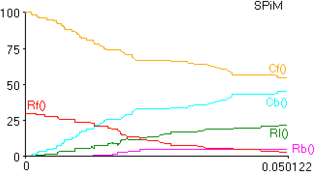 SPiM
100
75
50
25
0
Cf()
Cb()
Rf()
Rl()
Rb()
0
0.050122